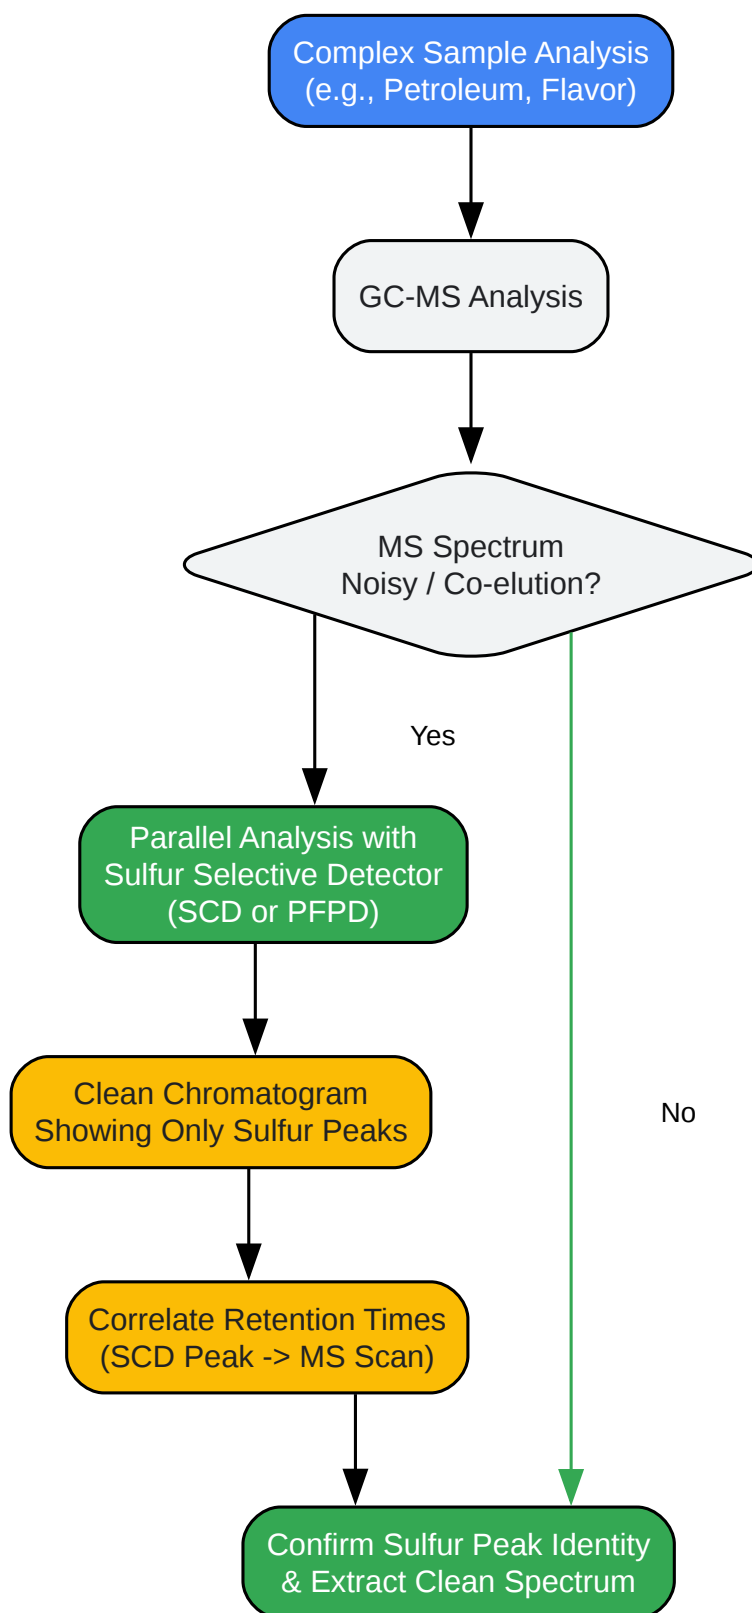 Complex Sample Analysis
(e.g., Petroleum, Flavor)
GC-MS Analysis
MS Spectrum
Noisy / Co-elution?
Yes
Parallel Analysis with
Sulfur Selective Detector
(SCD or PFPD)
Clean Chromatogram
Showing Only Sulfur Peaks
No
Correlate Retention Times
(SCD Peak -> MS Scan)
Confirm Sulfur Peak Identity
& Extract Clean Spectrum